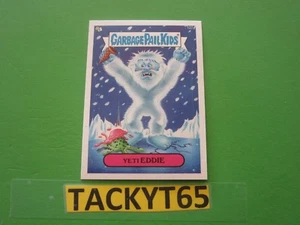 GARBAGE PAIL KIDS
YETI EDDIE
TACKYT65